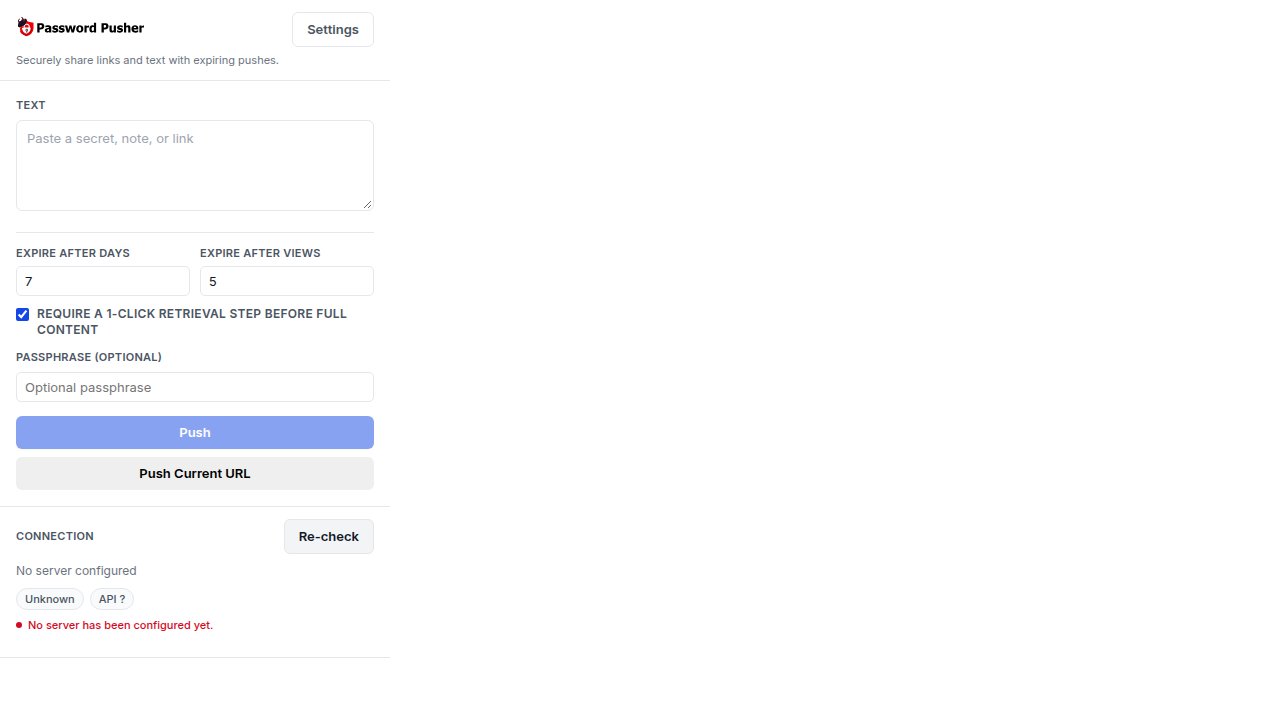 Password Pusher
Settings
Securely share links and text with expiring pushes.
TEXT
Paste a secret, note, or link
EXPIRE AFTER DAYS
EXPIRE AFTER VIEWS
7
5
REQUIRE A 1-CLICK RETRIEVAL STEP BEFORE FULL
CONTENT
PASSPHRASE (OPTIONAL)
Optional passphrase
Push
Push Current URL
CONNECTION
Re-check
No server configured
Unknown
API ?
No server has been configured yet.